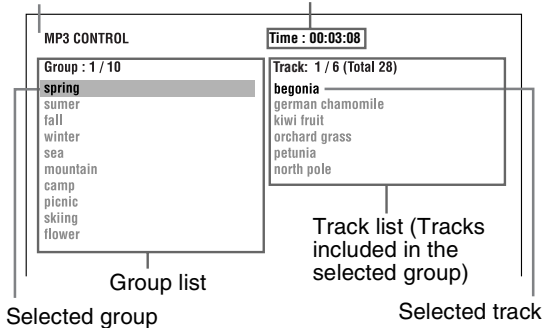 MP3 CONTROL
Time : 00:03:08
Group : 1 / 10
spring
sumer
fall
winter
sea
mountain
camp
picnic
skiing
flower
Track: 1 / 6 (Total 28)
begonia
german chamomile
kiwi fruit
orchard grass
petunia
north pole
Track list (Tracks
included in the
selected group)
Group list
Selected group
Selected track